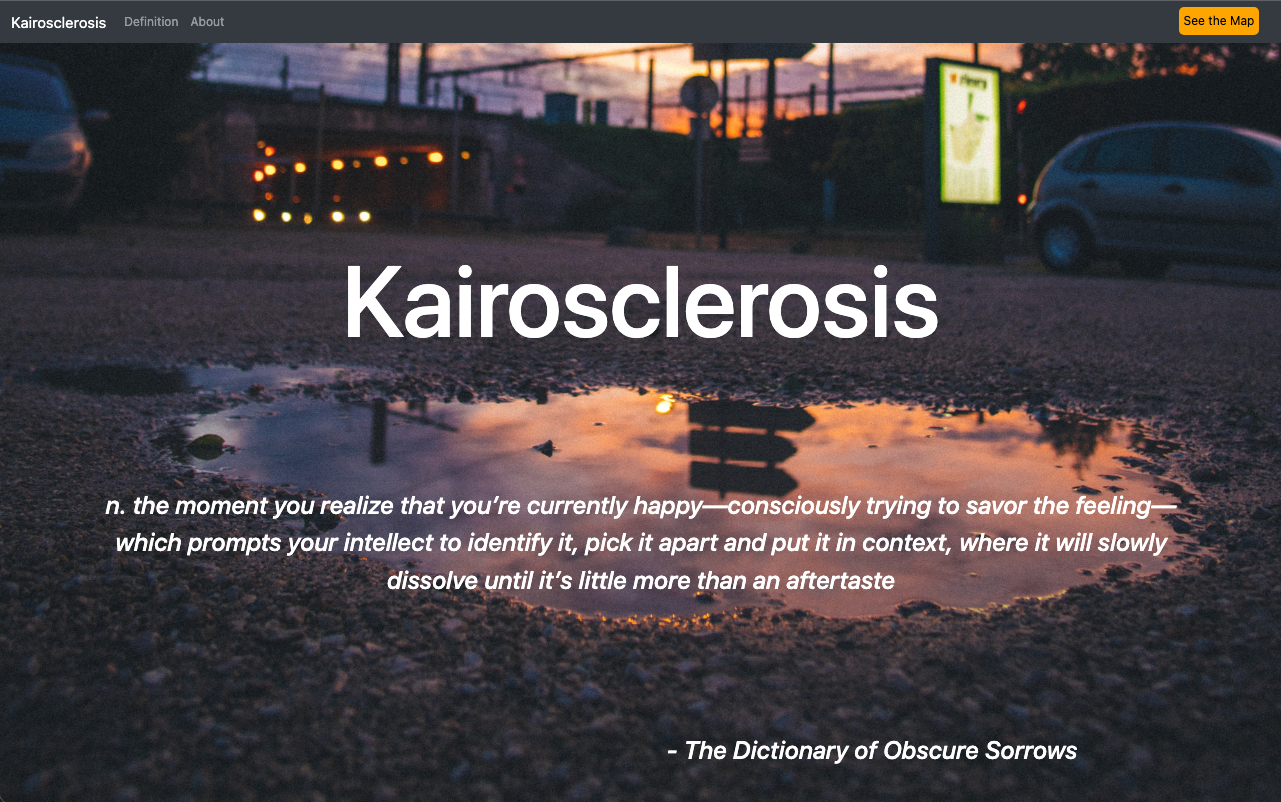 Kairosclerosis Definition About See the Map
Kairosclerosis
n. the moment you realize that you’re currently happy—consciously trying to savor the feeling—
which prompts your intellect to identify it, pick it apart and put it in context, where it will slowly
dissolve until it’s little more than an aftertaste
- The Dictionary of Obscure Sorrows